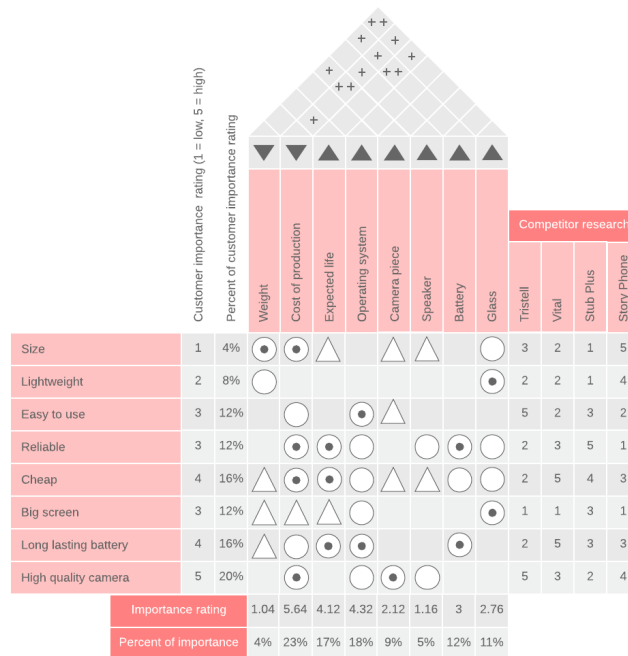 ++
+ +
+ +
+ + ++
++
+
Customer importance rating (1 = low, 5 = high)
Percent of customer importance rating
Weight
Cost of production
Expected life
Operating system
Camera piece
Speaker
Battery
Glass
Competitor research
Tristell
Vital
Stub Plus
Story Phone
Size 1 4% 3 2 1 5
Lightweight 2 8% 2 2 1 4
Easy to use 3 12% 5 2 3 2
Reliable 3 12% 2 3 5 1
Cheap 4 16% 2 5 4 3
Big screen 3 12% 1 1 3 1
Long lasting battery 4 16% 2 5 3 3
High quality camera 5 20% 5 3 2 4
Importance rating 1.04 5.64 4.12 4.32 2.12 1.16 3 2.76
Percent of importance 4% 23% 17% 18% 9% 5% 12% 11%